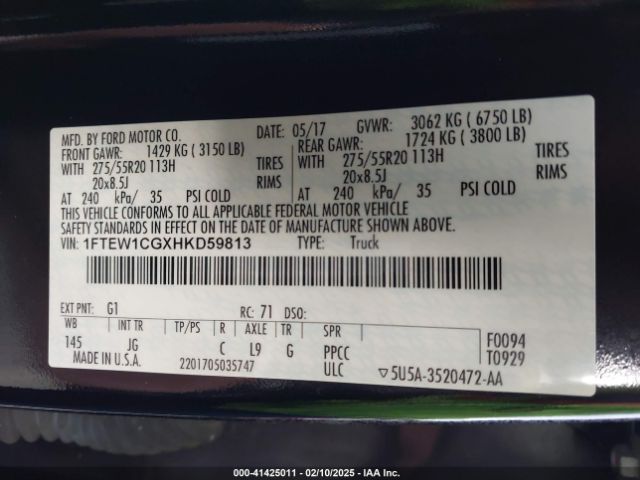 MFD. BY FORD MOTOR CO. DATE: 05/17 GVWR: 3062 KG ( 6750 LB)
FRONT GAWR: 1429 KG ( 3150 LB) REAR GAWR: 1724 KG ( 3800 LB)
WITH 275/55R20 113H TIRES WITH 275/55R20 113H TIRES
20x8.5J RIMS 20x8.5J RIMS
AT 240 kPa/ 35 PSI COLD AT 240 kPa/ 35 PSI COLD
THIS VEHICLE CONFORMS TO ALL APPLICABLE FEDERAL MOTOR VEHICLE
SAFETY STANDARDS IN EFFECT ON THE DATE OF MANUFACTURE SHOWN ABOVE.
VIN: 1FTEW1CGXHKD59813 TYPE: Truck
EXT PNT: G1 RC: 71 DSO:
WB INT TR TP/PS R AXLE TR SPR F0094
145 JG C L9 G PPCC T0929
MADE IN U.S.A. 2201705035747 ULC ▽5U5A-3520472-AA
000-41425011 - 02/10/2025 - IAA Inc.